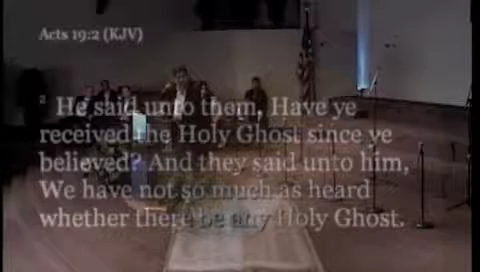 Acts 19:2 (KJV)
2 He said unto them, Have ye
received the Holy Ghost since ye
believed? And they said unto him,
We have not so much as heard
whether there be any Holy Ghost.